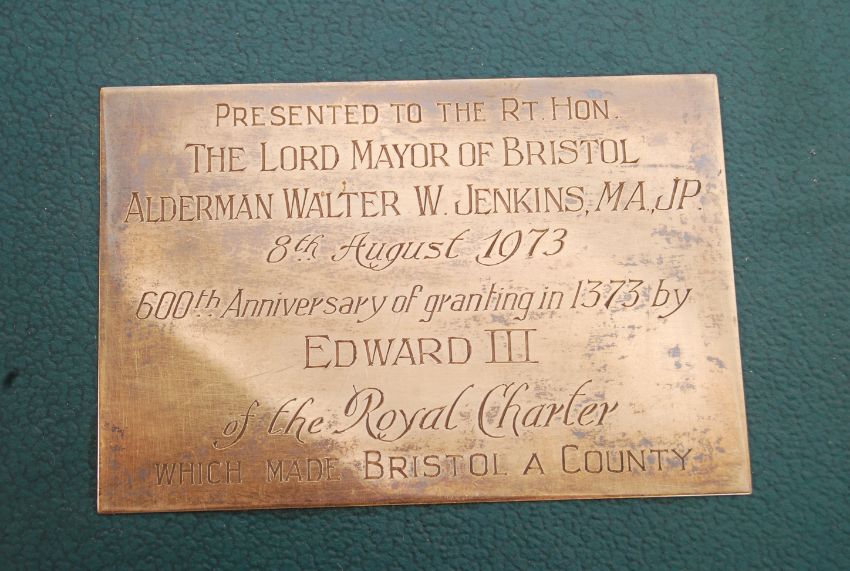 PRESENTED TO THE RT. HON.
THE LORD MAYOR OF BRISTOL
ALDERMAN WALTER W. JENKINS, MA., JP.
8th August 1973
600th Anniversary of granting in 1373 by
EDWARD III
of the Royal Charter
WHICH MADE BRISTOL A COUNTY